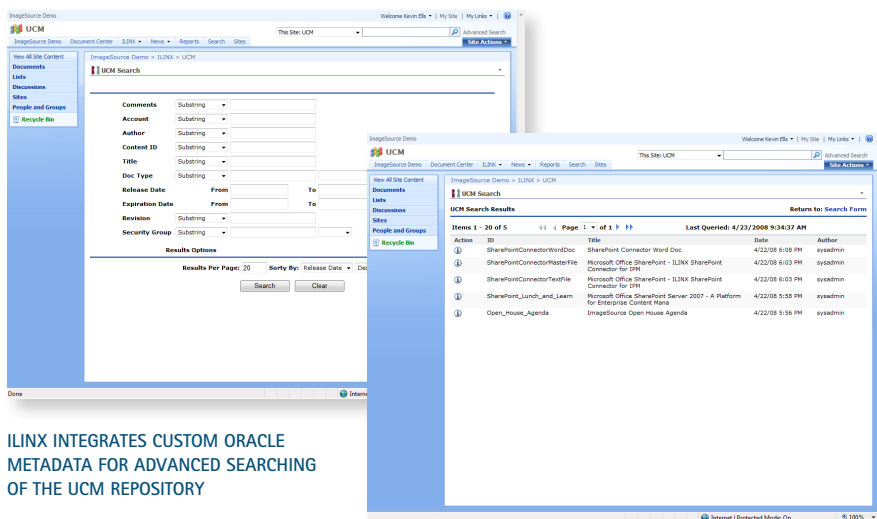 ImageSource Demo
Welcome Kevin Ells | My Site | My Links |
UCM
This Site: UCM
Advanced Search
ImageSource Demo Document Center ILINX News Reports Search Sites
Site Actions
View All Site Content
Documents
Lists
Discussions
Sites
People and Groups
Recycle Bin
ImageSource Demo > ILINX > UCM
UCM Search
Comments Substring
Account Substring
Author Substring
Content ID Substring
Title Substring
Doc Type Substring
Release Date From To
Expiration Date From To
Revision Substring
Security Group Substring
Results Options
Results Per Page: 20 Sorty By: Release Date
Search Clear
Done
ImageSource Demo
Welcome Kevin Ells | My Site | My Links |
UCM
This Site: UCM
Advanced Search
ImageSource Demo Document Center ILINX News Reports Search Sites
Site Actions
View All Site Content
Documents
Lists
Discussions
Sites
People and Groups
Recycle Bin
ImageSource Demo > ILINX > UCM
UCM Search
UCM Search Results
Return to: Search Form
Items 1 - 20 of 5 Page 1 of 1 Last Queried: 4/23/2008 9:34:37 AM
Action ID Title Date Author
SharePointConnectorWordDoc SharePoint Connector Word Doc 4/22/08 6:08 PM sysadmin
SharePointConnectorMasterFile Microsoft Office SharePoint - ILINX SharePoint 4/22/08 6:03 PM sysadmin
Connector for IPM
SharePointConnectorTextFile Microsoft Office SharePoint - ILINX SharePoint 4/22/08 6:03 PM sysadmin
Connector for IPM
SharePoint_Lunch_and_Learn Microsoft Office SharePoint Server 2007 - A Platform 4/22/08 5:58 PM sysadmin
for Enterprise Content Mana
Open_House_Agenda ImageSource Open House Agenda 4/22/08 5:56 PM sysadmin
Internet | Protected Mode: On 100%
ILINX INTEGRATES CUSTOM ORACLE
METADATA FOR ADVANCED SEARCHING
OF THE UCM REPOSITORY